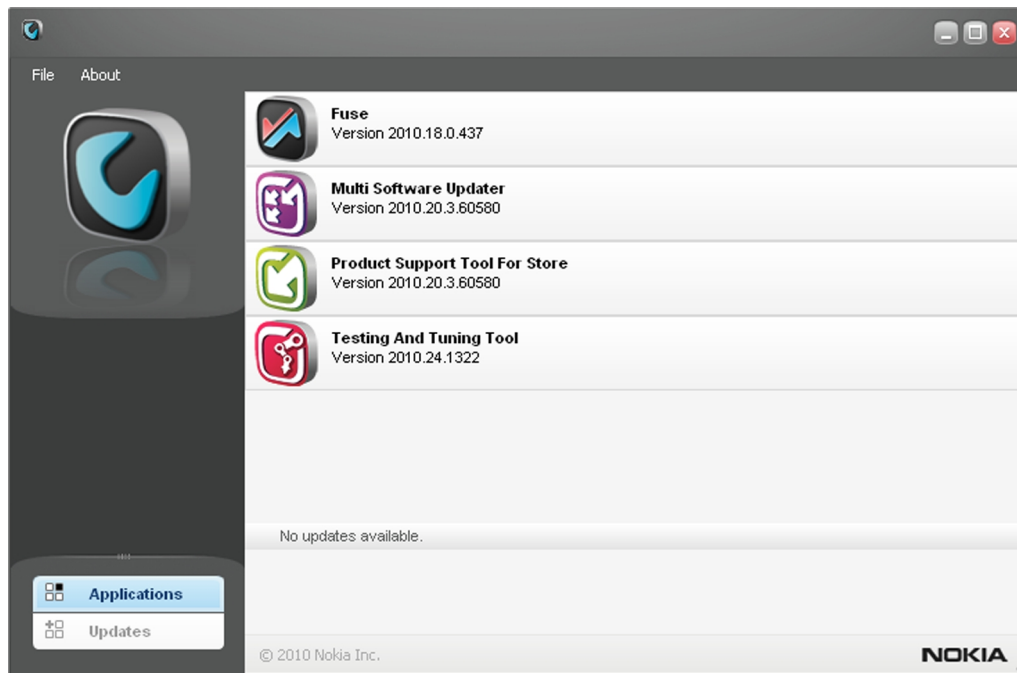 File About
Fuse
Version 2010.18.0.437
Multi Software Updater
Version 2010.20.3.60580
Product Support Tool For Store
Version 2010.20.3.60580
Testing And Tuning Tool
Version 2010.24.1322
No updates available.
Applications
Updates
© 2010 Nokia Inc.
NOKIA